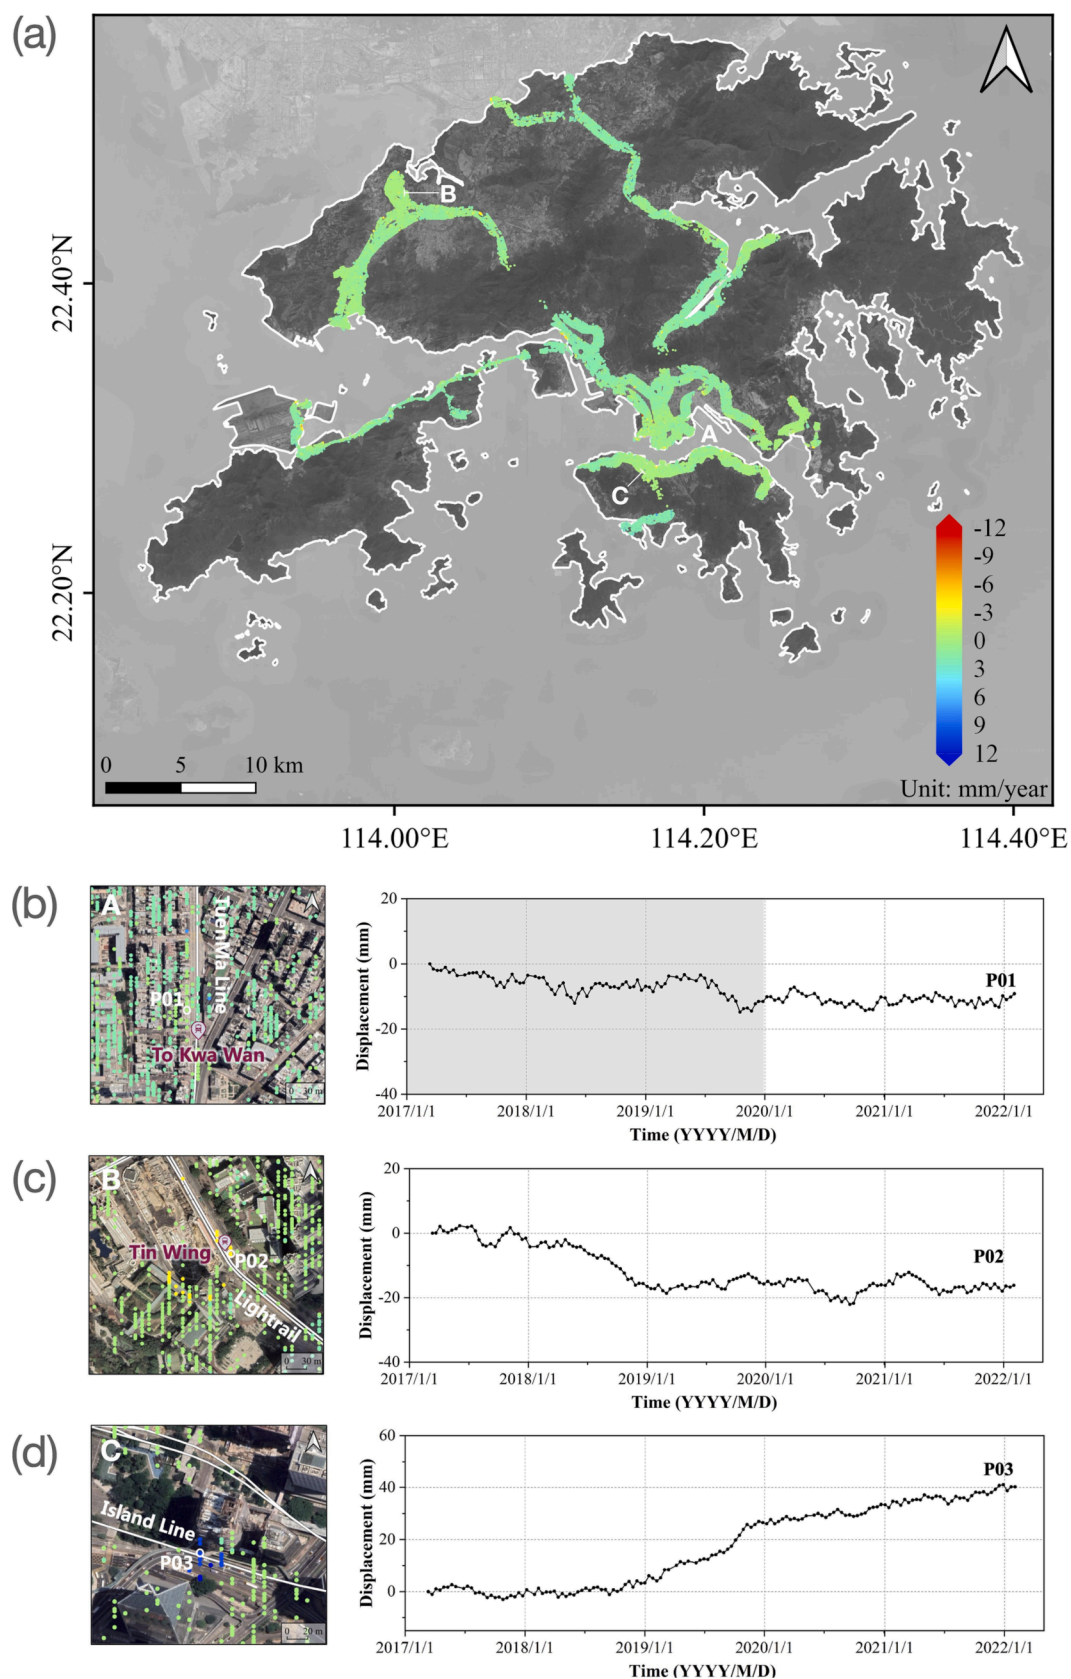 (a)
B
A
C
22.40°N
22.20°N
-12
-9
-6
-3
0
3
6
9
12
Unit: mm/year
0 5 10 km
114.00°E 114.20°E 114.40°E
(b)
A
Tuen Ma Line
P01
To Kwa Wan
0 30 m
Displacement (mm)
20
0
-20
-40
P01
2017/1/1 2018/1/1 2019/1/1 2020/1/1 2021/1/1 2022/1/1
Time (YYYY/M/D)
(c)
B
Tin Wing
P02
Lightrail
0 30 m
Displacement (mm)
20
0
-20
-40
P02
2017/1/1 2018/1/1 2019/1/1 2020/1/1 2021/1/1 2022/1/1
Time (YYYY/M/D)
(d)
C
Island Line
P03
0 20 m
Displacement (mm)
60
40
20
0
P03
2017/1/1 2018/1/1 2019/1/1 2020/1/1 2021/1/1 2022/1/1
Time (YYYY/M/D)